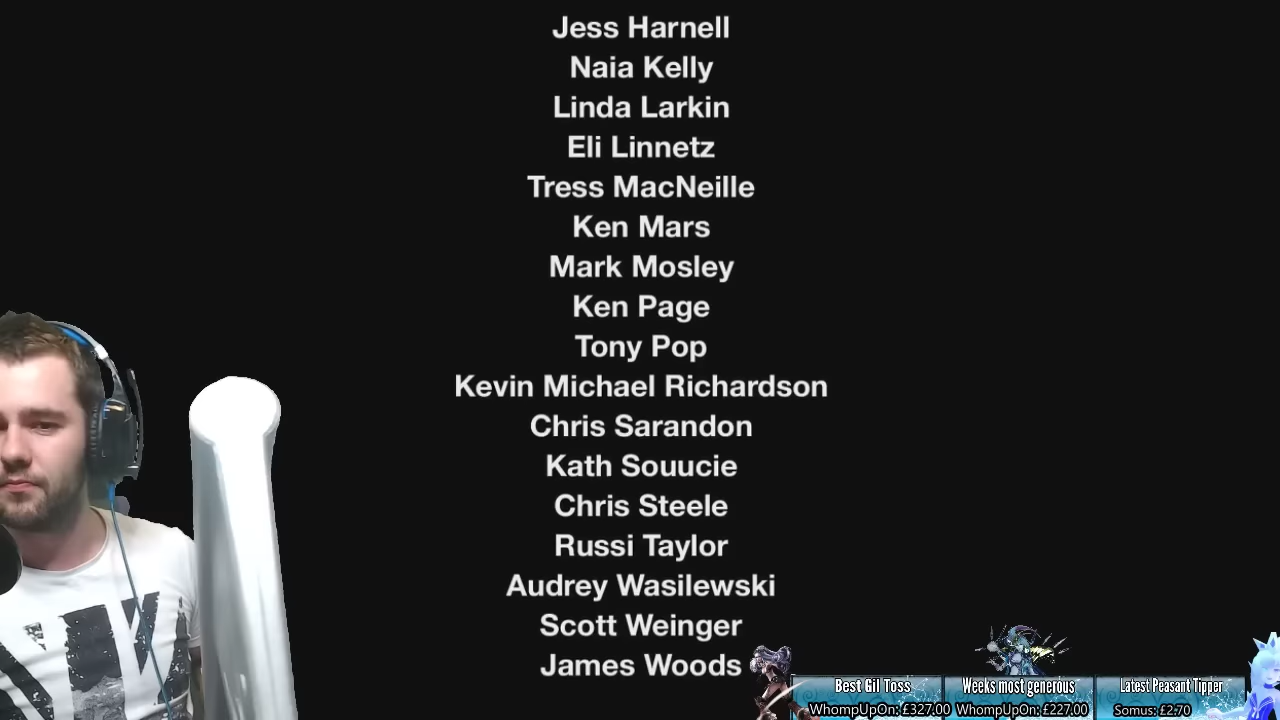 Jess Harnell
Naia Kelly
Linda Larkin
Eli Linnetz
Tress MacNeille
Ken Mars
Mark Mosley
Ken Page
Tony Pop
Kevin Michael Richardson
Chris Sarandon
Kath Souucie
Chris Steele
Russi Taylor
Audrey Wasilewski
Scott Weinger
James Woods
Best Gil Toss Weeks most generous Latest Peasant Tipper
WhompUpOn: £327.00 WhompUpOn: £227.00 Somus: £2.70